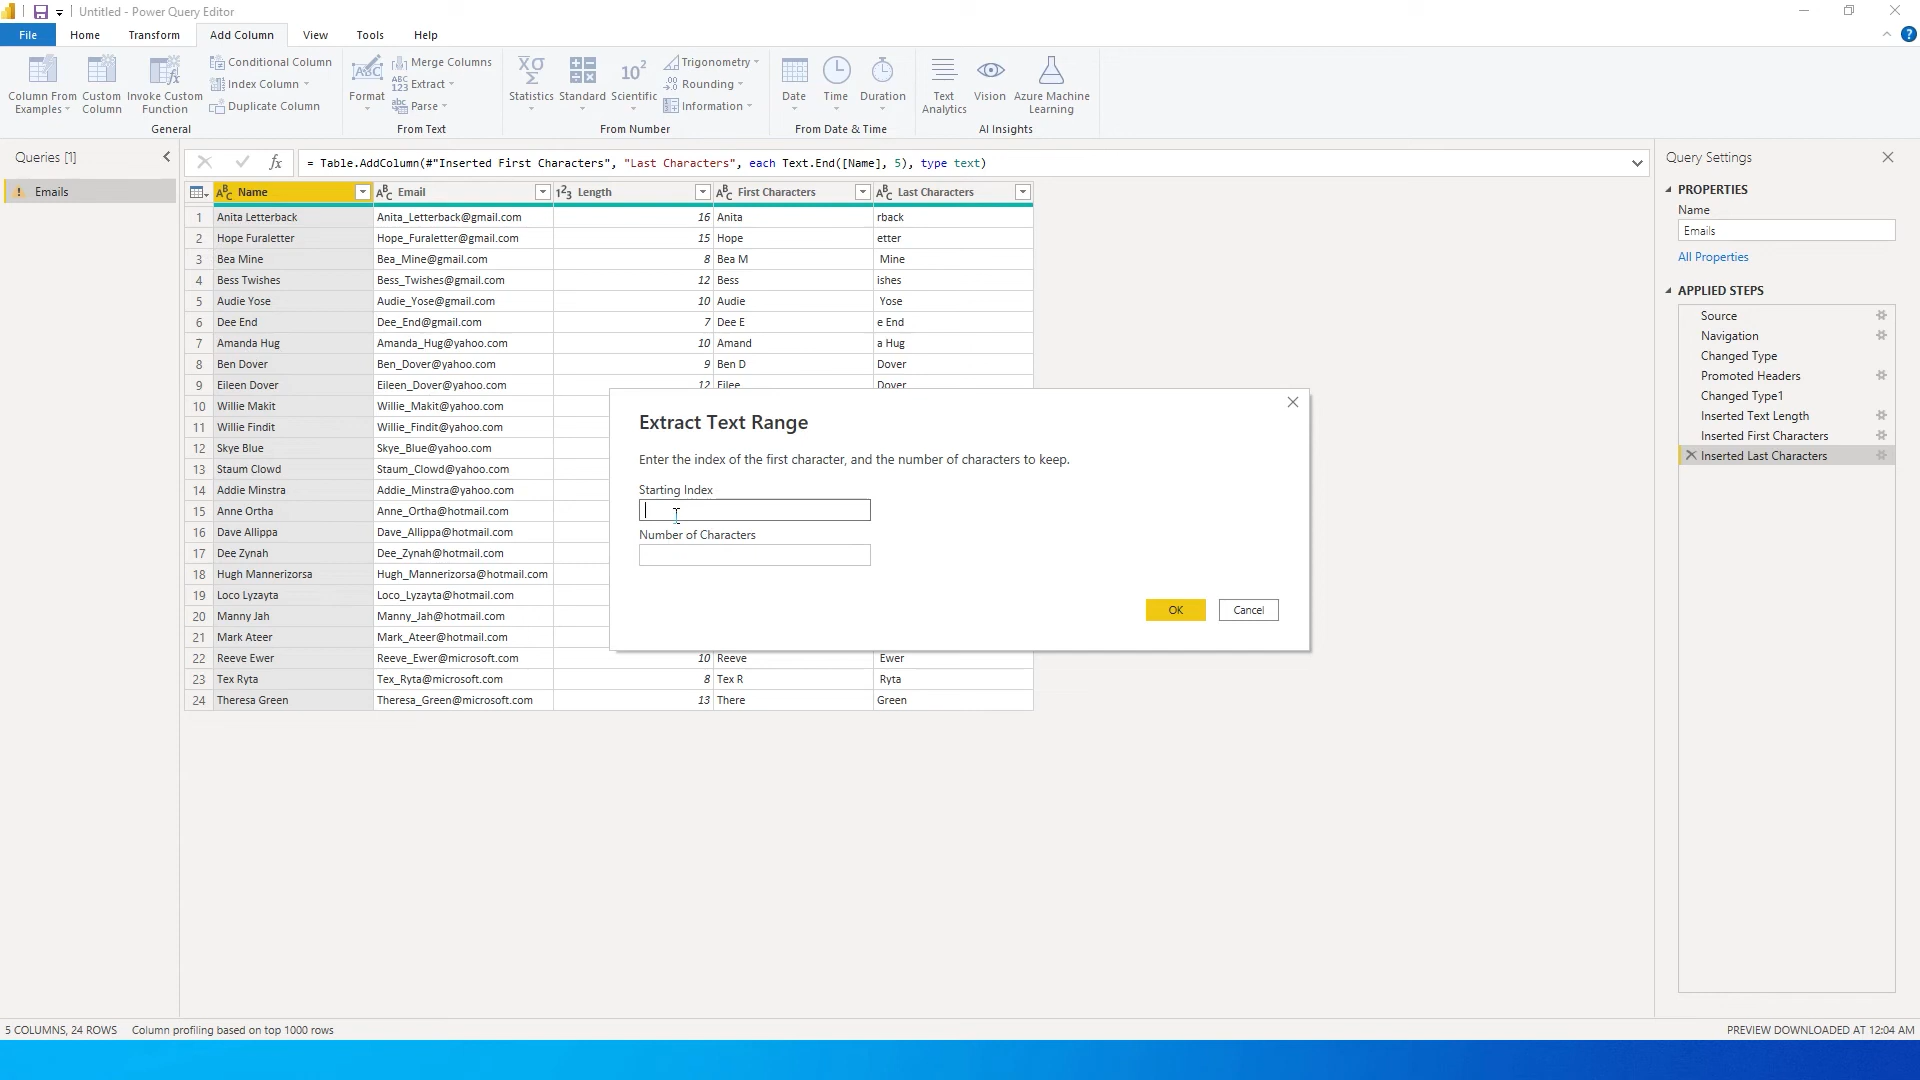 Untitled - Power Query Editor
File Home Transform Add Column View Tools Help
Column From Examples
Custom Column
Invoke Custom Function
Conditional Column
Index Column
Duplicate Column
General
Format
Merge Columns
Extract
Parse
From Text
Statistics
Standard
Scientific
Trigonometry
Rounding
Information
From Number
Date
Time
Duration
From Date & Time
Text Analytics
Vision
Azure Machine Learning
AI Insights
Queries [1]
Emails
fx = Table.AddColumn(#"Inserted First Characters", "Last Characters", each Text.End([Name], 5), type text)
Name Email Length First Characters Last Characters
1 Anita Letterback Anita_Letterback@gmail.com 16 Anita rback
2 Hope Furaletter Hope_Furaletter@gmail.com 15 Hope etter
3 Bea Mine Bea_Mine@gmail.com 8 Bea M Mine
4 Bess Twishes Bess_Twishes@gmail.com 12 Bess ishes
5 Audie Yose Audie_Yose@gmail.com 10 Audie Yose
6 Dee End Dee_End@gmail.com 7 Dee E e End
7 Amanda Hug Amanda_Hug@yahoo.com 10 Amand a Hug
8 Ben Dover Ben_Dover@yahoo.com 9 Ben D Dover
9 Eileen Dover Eileen_Dover@yahoo.com 12 Eilee Dover
10 Willie Makit Willie_Makit@yahoo.com
11 Willie Findit Willie_Findit@yahoo.com
12 Skye Blue Skye_Blue@yahoo.com
13 Staum Clowd Staum_Clowd@yahoo.com
14 Addie Minstra Addie_Minstra@yahoo.com
15 Anne Ortha Anne_Ortha@hotmail.com
16 Dave Allippa Dave_Allippa@hotmail.com
17 Dee Zynah Dee_Zynah@hotmail.com
18 Hugh Mannerizorsa Hugh_Mannerizorsa@hotmail.com
19 Loco Lyzayta Loco_Lyzayta@hotmail.com
20 Manny Jah Manny_Jah@hotmail.com
21 Mark Ateer Mark_Ateer@hotmail.com
22 Reeve Ewer Reeve_Ewer@microsoft.com 10 Reeve Ewer
23 Tex Ryta Tex_Ryta@microsoft.com 8 Tex R Ryta
24 Theresa Green Theresa_Green@microsoft.com 13 There Green
Extract Text Range
Enter the index of the first character, and the number of characters to keep.
Starting Index
Number of Characters
OK Cancel
Query Settings
PROPERTIES
Name
Emails
All Properties
APPLIED STEPS
Source
Navigation
Changed Type
Promoted Headers
Changed Type1
Inserted Text Length
Inserted First Characters
Inserted Last Characters
5 COLUMNS, 24 ROWS Column profiling based on top 1000 rows
PREVIEW DOWNLOADED AT 12:04 AM